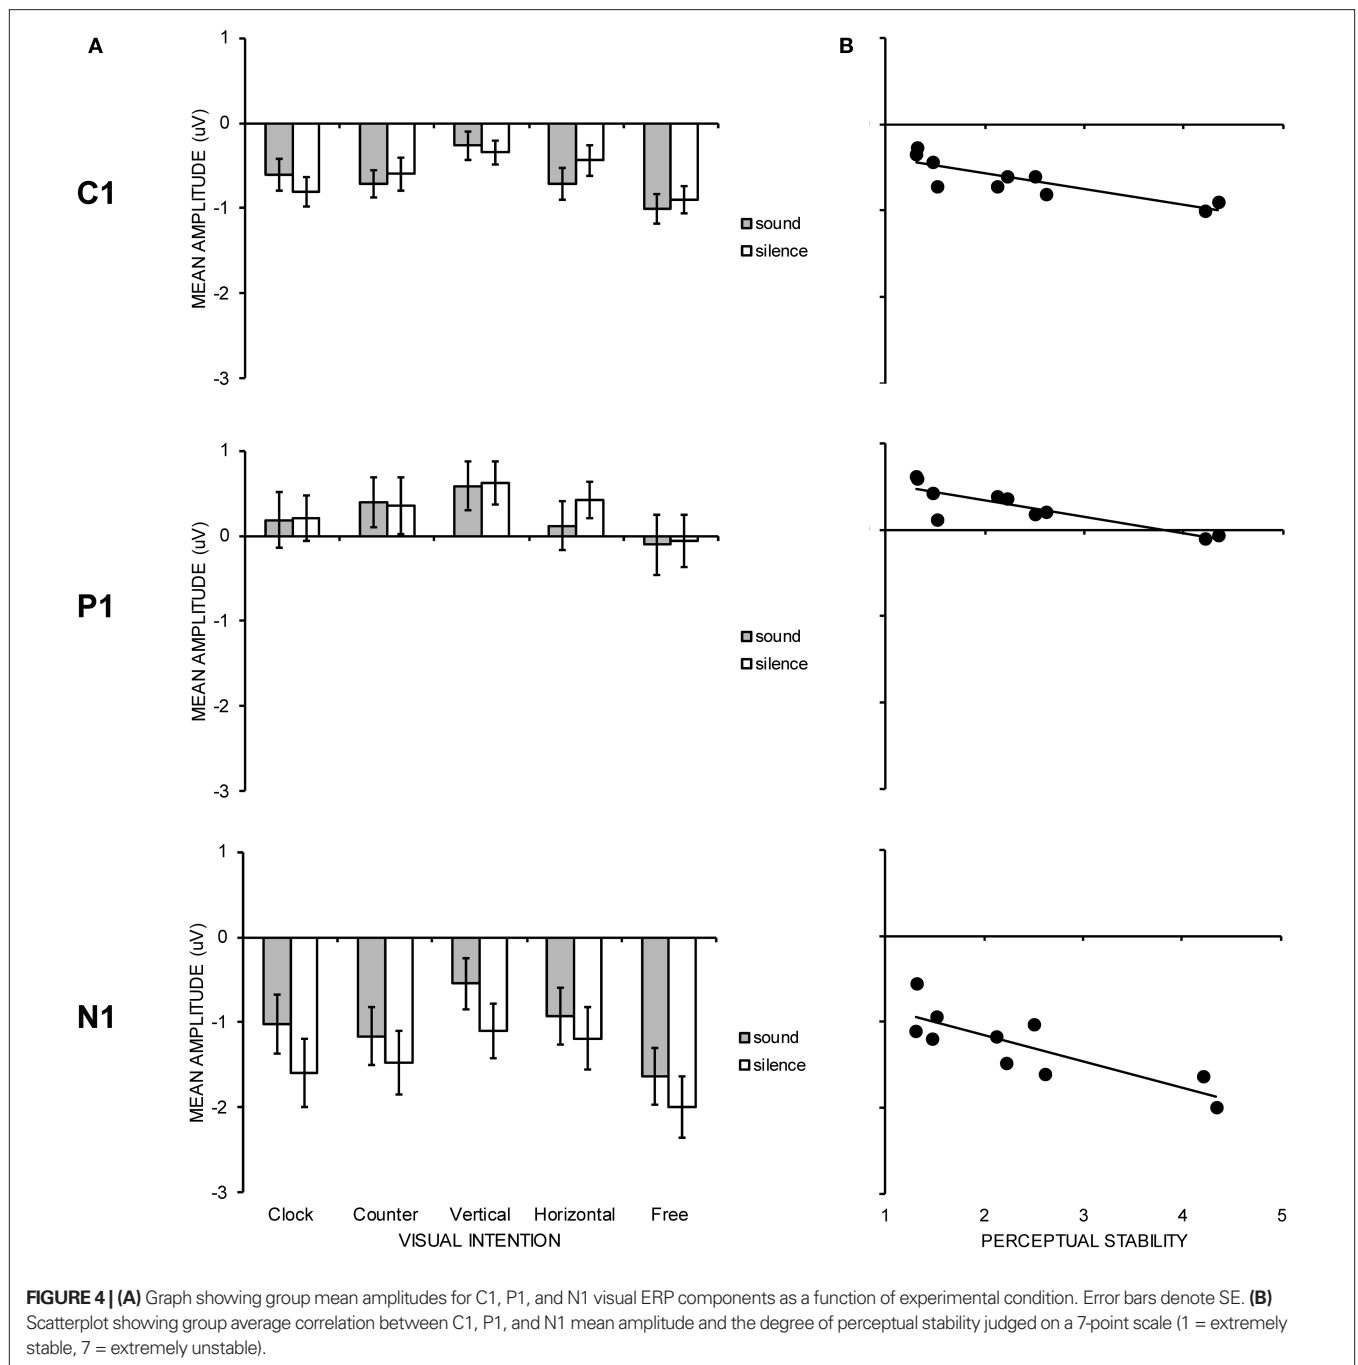 A
B
1
0
-1
-2
-3
MEAN AMPLITUDE (uV)
C1
sound
silence
1
0
-1
-2
-3
MEAN AMPLITUDE (uV)
P1
sound
silence
1
0
-1
-2
-3
MEAN AMPLITUDE (uV)
N1
sound
silence
Clock Counter Vertical Horizontal Free
VISUAL INTENTION
1 2 3 4 5
PERCEPTUAL STABILITY
FIGURE 4 | (A) Graph showing group mean amplitudes for C1, P1, and N1 visual ERP components as a function of experimental condition. Error bars denote SE. (B)
Scatterplot showing group average correlation between C1, P1, and N1 mean amplitude and the degree of perceptual stability judged on a 7-point scale (1 = extremely
stable, 7 = extremely unstable).